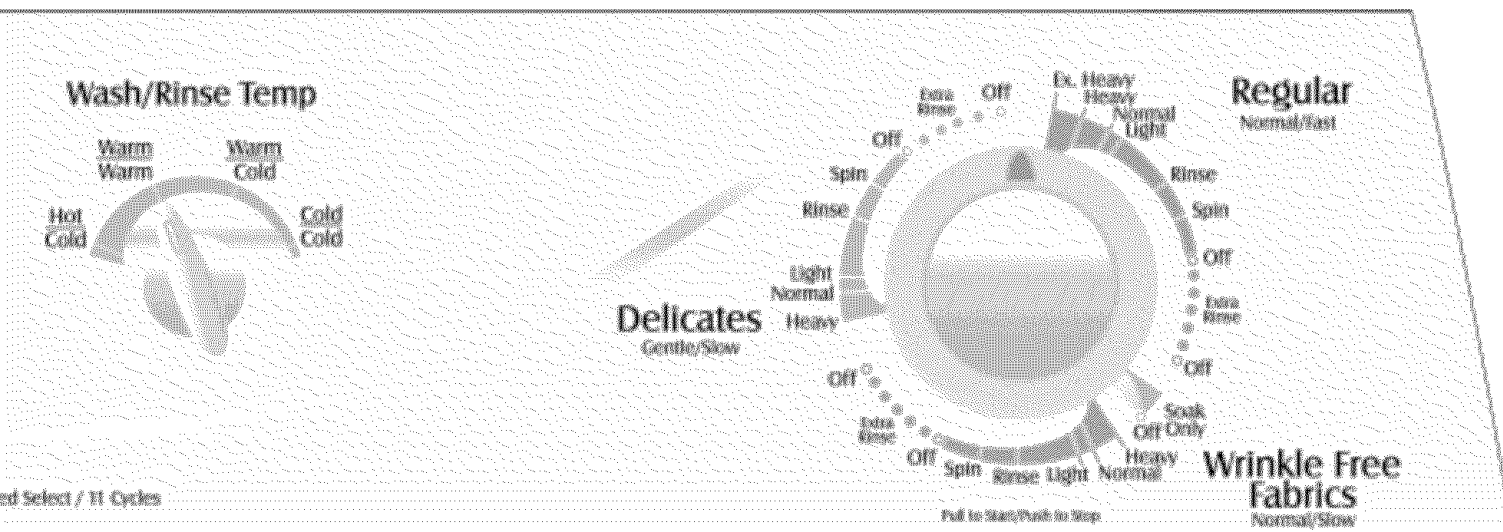 Wash/Rinse Temp
Warm
Warm
Warm
Cold
Hot
Cold
Cold
Cold
Regular
Normal/Fast
Ex. Heavy
Heavy
Normal
Light
Rinse
Spin
Off
Extra
Rinse
Off
Soak
Only
Off
Wrinkle Free
Fabrics
Normal/Slow
Heavy
Normal
Light
Rinse
Spin
Off
Extra
Rinse
Off
Delicates
Gentle/Slow
Heavy
Normal
Light
Rinse
Spin
Off
Extra
Rinse
Off
Pull to Start/Push to Stop
ed Select / 11 Cycles